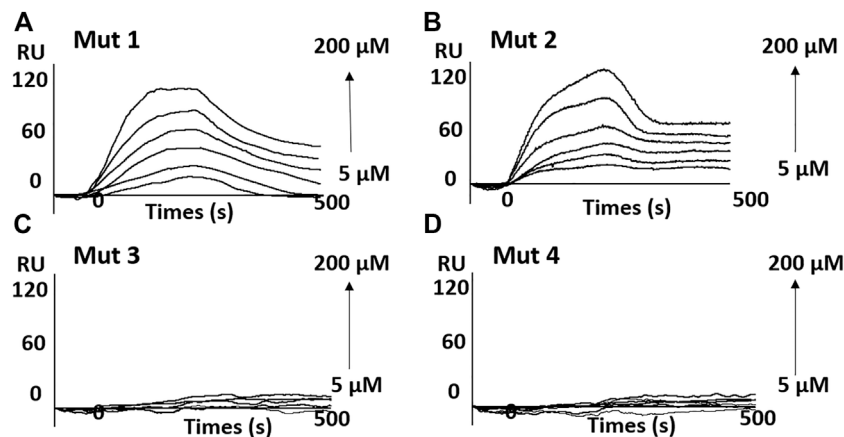 A
Mut 1
RU
120
60
0
0
Times (s)
500
200 µM
5 µM
B
Mut 2
RU
120
60
0
0
Times (s)
500
200 µM
5 µM
C
Mut 3
RU
120
60
0
0
Times (s)
500
200 µM
5 µM
D
Mut 4
RU
120
60
0
0
Times (s)
500
200 µM
5 µM